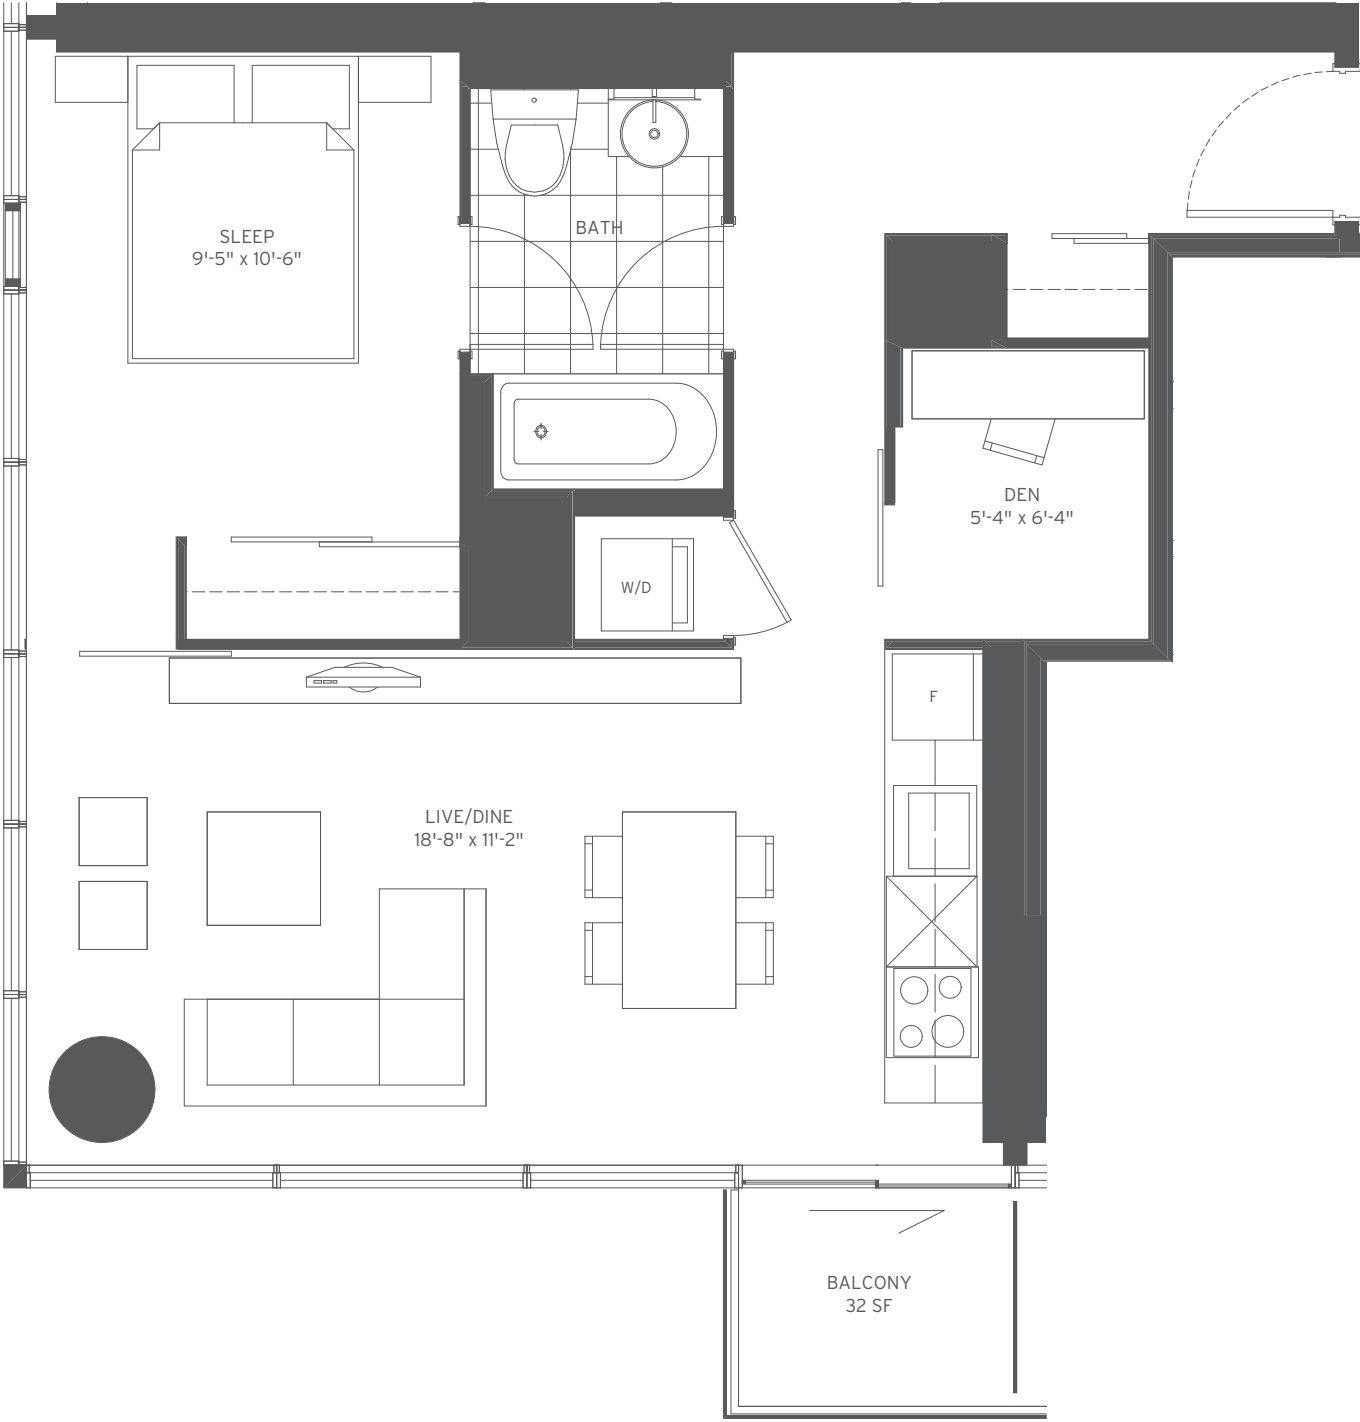 SLEEP
9'-5" x 10'-6"
BATH
DEN
5'-4" x 6'-4"
W/D
F
LIVE/DINE
18'-8" x 11'-2"
BALCONY
32 SF